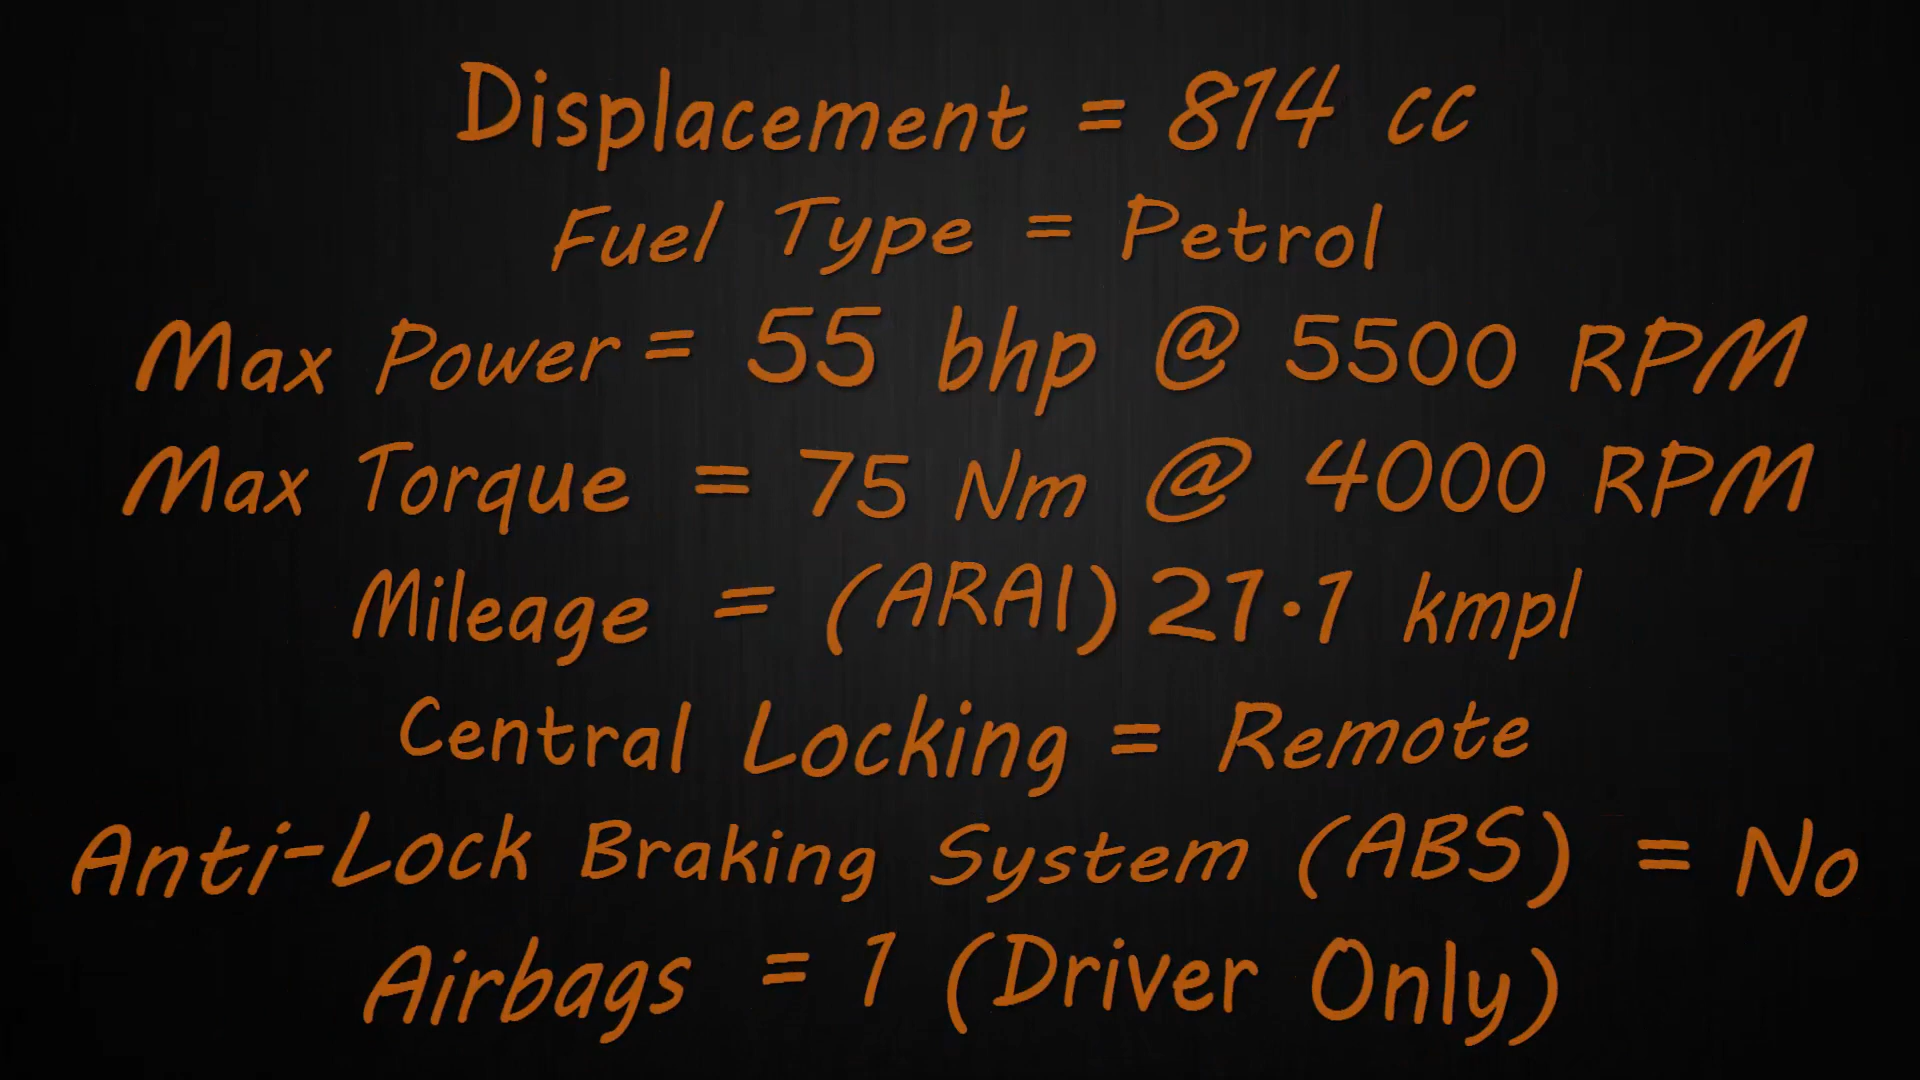 Displacement = 814 cc
Fuel Type = Petrol
Max Power = 55 bhp @ 5500 RPM
Max Torque = 75 Nm @ 4000 RPM
Mileage = (ARAI) 21.1 kmpl
Central Locking = Remote
Anti-Lock Braking System (ABS) = No
Airbags = 1 (Driver Only)